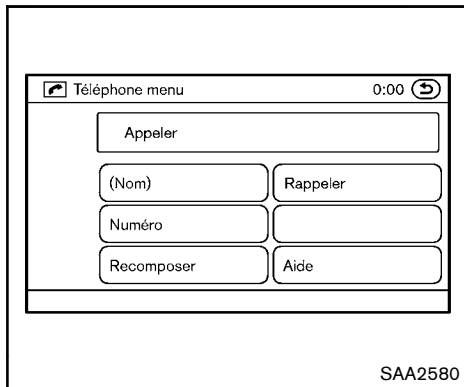 Téléphone menu 0:00
Appeler
(Nom) Rappeler
Numéro
Recomposer Aide
SAA2580